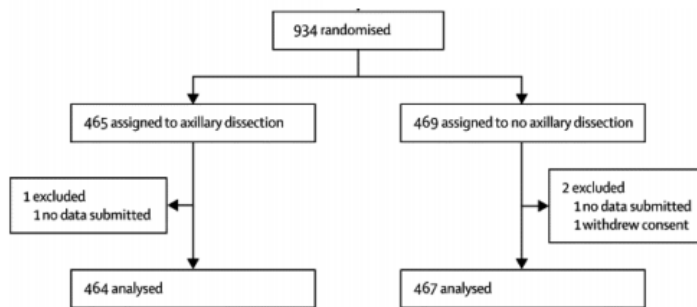 934 randomised
465 assigned to axillary dissection
469 assigned to no axillary dissection
1 excluded
1 no data submitted
2 excluded
1 no data submitted
1 withdrew consent
464 analysed
467 analysed